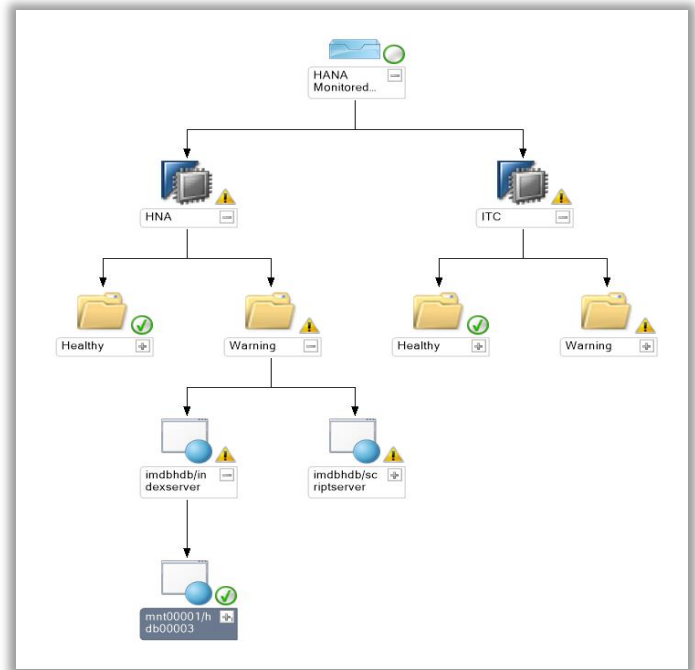 HANA
Monitored...
HNA
ITC
Healthy
Warning
Healthy
Warning
imdbhdb/in
dexserver
imdbhdb/sc
riptserver
mnt00001/h
db00003